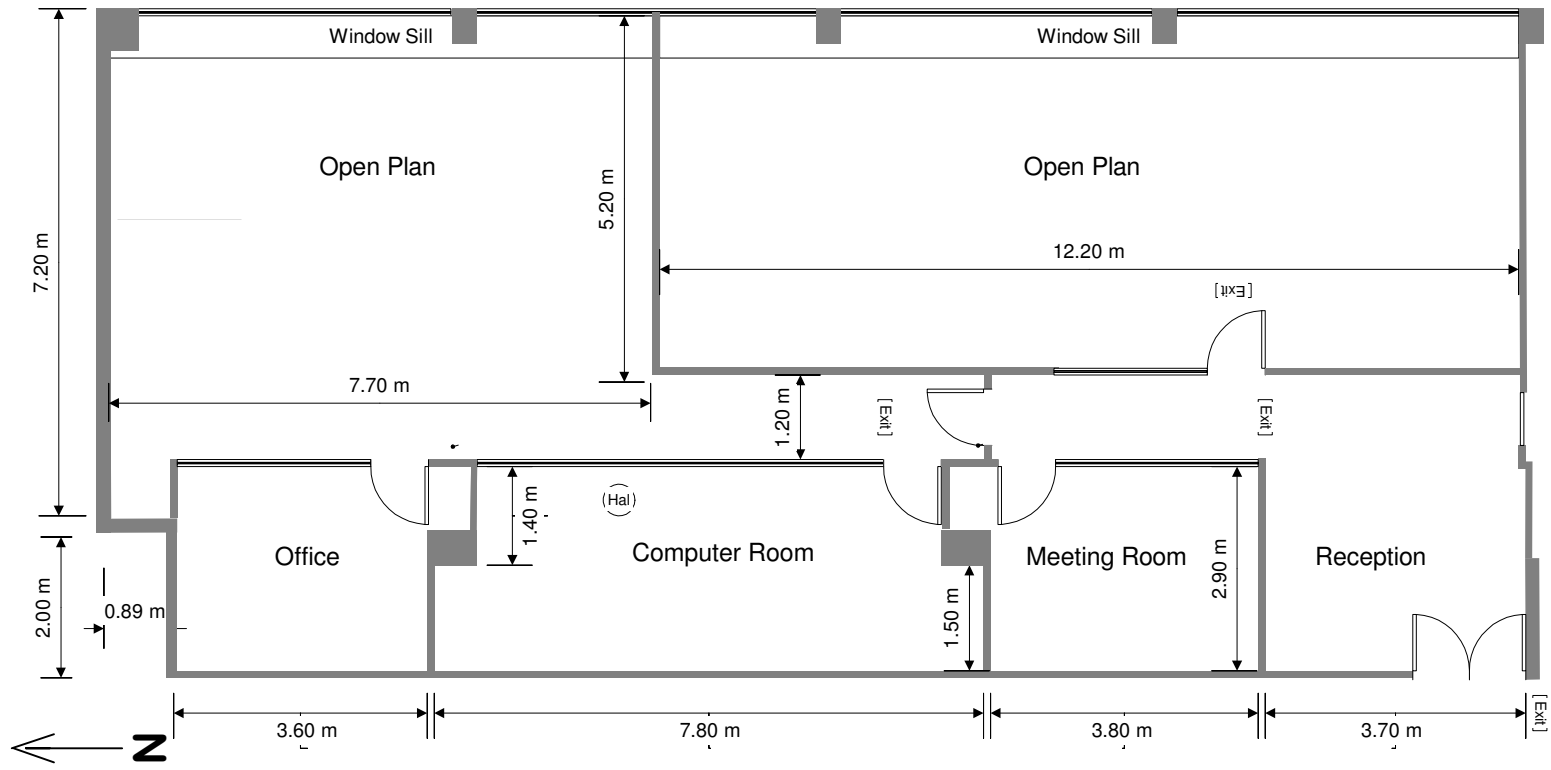 Window Sill
Window Sill
Open Plan
Open Plan
5.20 m
7.20 m
12.20 m
[ Exit ]
7.70 m
1.20 m
[ Exit ]
[ Exit ]
Hal
1.40 m
Office
Computer Room
Meeting Room
Reception
2.90 m
2.00 m
0.89 m
1.50 m
3.60 m
7.80 m
3.80 m
3.70 m
[ Exit ]
N